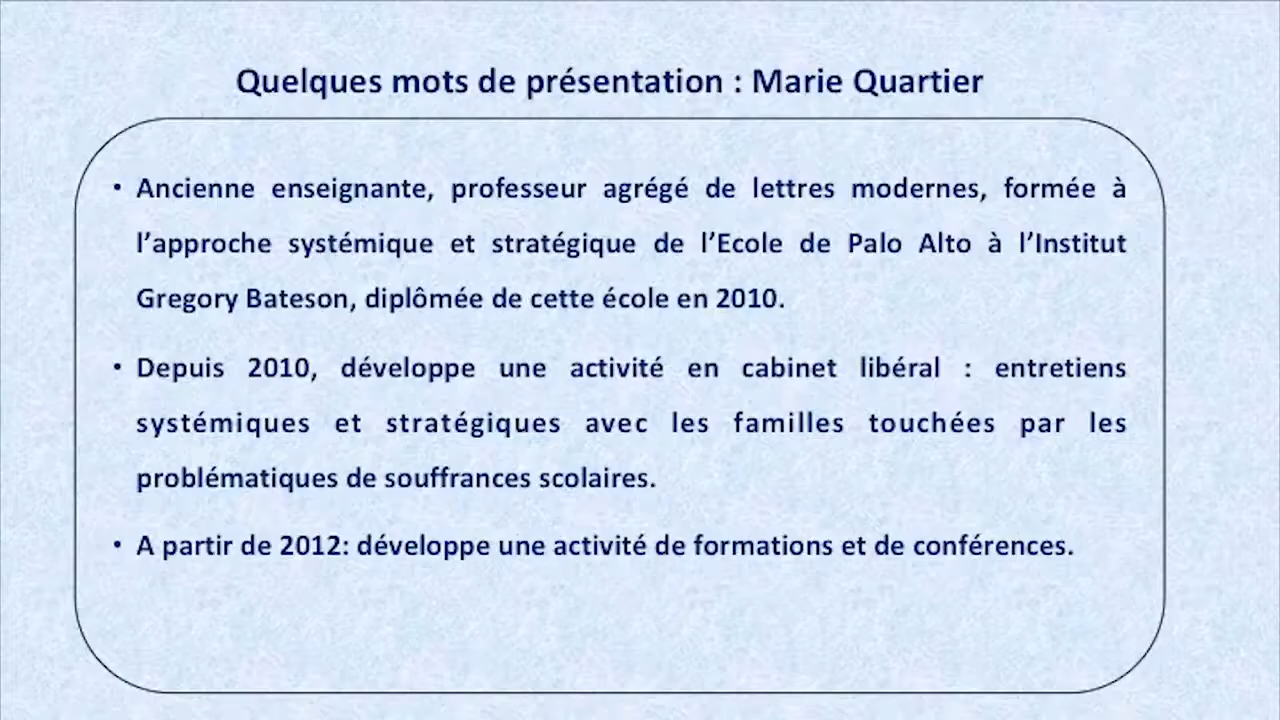 Quelques mots de présentation : Marie Quartier
• Ancienne enseignante, professeur agrégé de lettres modernes, formée à
l’approche systémique et stratégique de l’Ecole de Palo Alto à l’Institut
Gregory Bateson, diplômée de cette école en 2010.
• Depuis 2010, développe une activité en cabinet libéral : entretiens
systémiques et stratégiques avec les familles touchées par les
problématiques de souffrances scolaires.
• A partir de 2012: développe une activité de formations et de conférences.